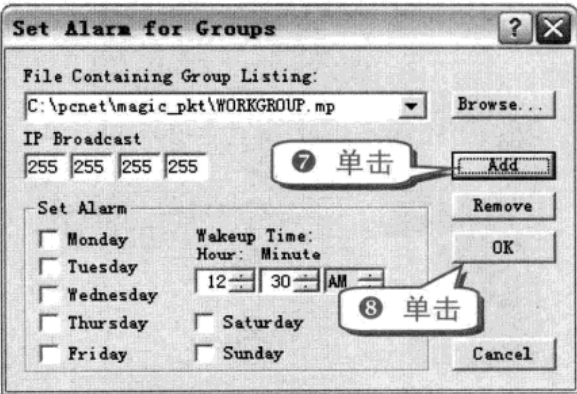 Set Alarm for Groups
File Containing Group Listing:
C:\pcnet\magic_pkt\WORKGROUP.mp
Browse...
IP Broadcast
255 255 255 255
❼ 单击
Add
Set Alarm
Remove
Monday
Wakeup Time:
Hour: Minute
OK
Tuesday
12 30 AM
Wednesday
❽ 单击
Thursday
Saturday
Friday
Sunday
Cancel